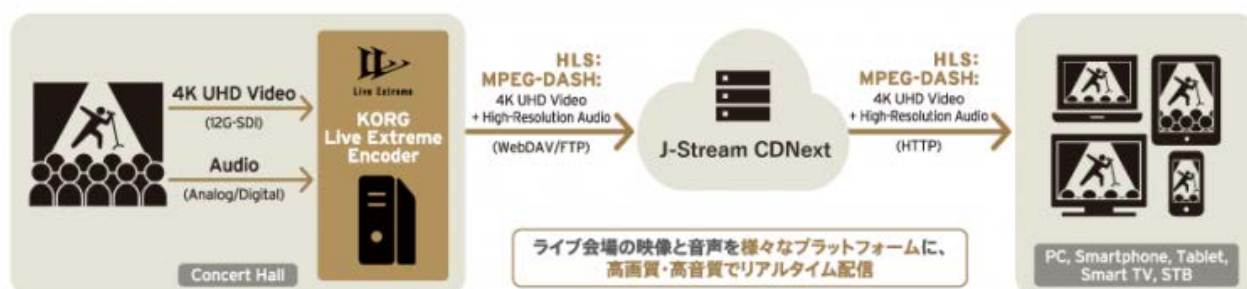 4K UHD Video
(12G-SDI)
Audio
(Analog/Digital)
Concert Hall
Live Extreme
KORG
Live Extreme
Encoder
HLS:
MPEG-DASH:
4K UHD Video
+ High-Resolution Audio
(WebDAV/FTP)
J-Stream CDNext
HLS:
MPEG-DASH:
4K UHD Video
+ High-Resolution Audio
(HTTP)
ライブ会場の映像と音声を様々なプラットフォームに、
高画質・高音質でリアルタイム配信
PC, Smartphone, Tablet,
Smart TV, STB